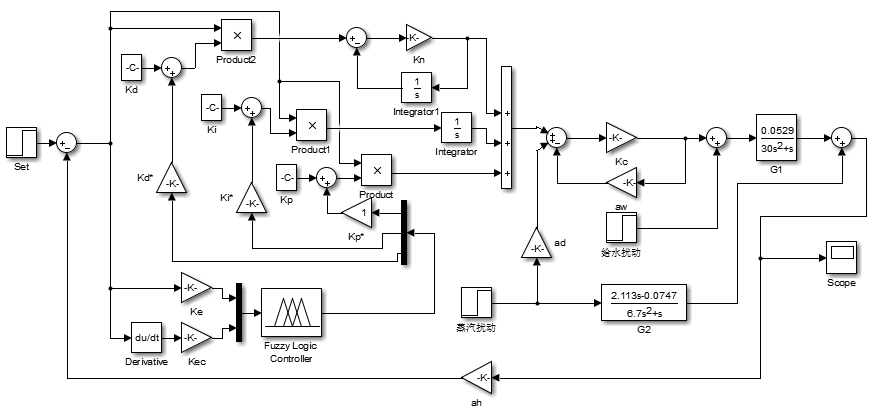 ×
Product2
-K-
Kn
-C-
Kd
1
s
Integrator1
-C-
Ki
×
Product1
1
s
Integrator
-K-
Kc
0.0529
30s²+s
G1
Set
-C-
Kp
×
Product
-K-
Kd*
-K-
Ki*
1
Kp*
-K-
aw
给水扰动
-K-
ad
Scope
-K-
Ke
du/dt
Derivative
-K-
Kec
Fuzzy Logic
Controller
蒸汽扰动
2.113s-0.0747
6.7s²+s
G2
-K-
ah